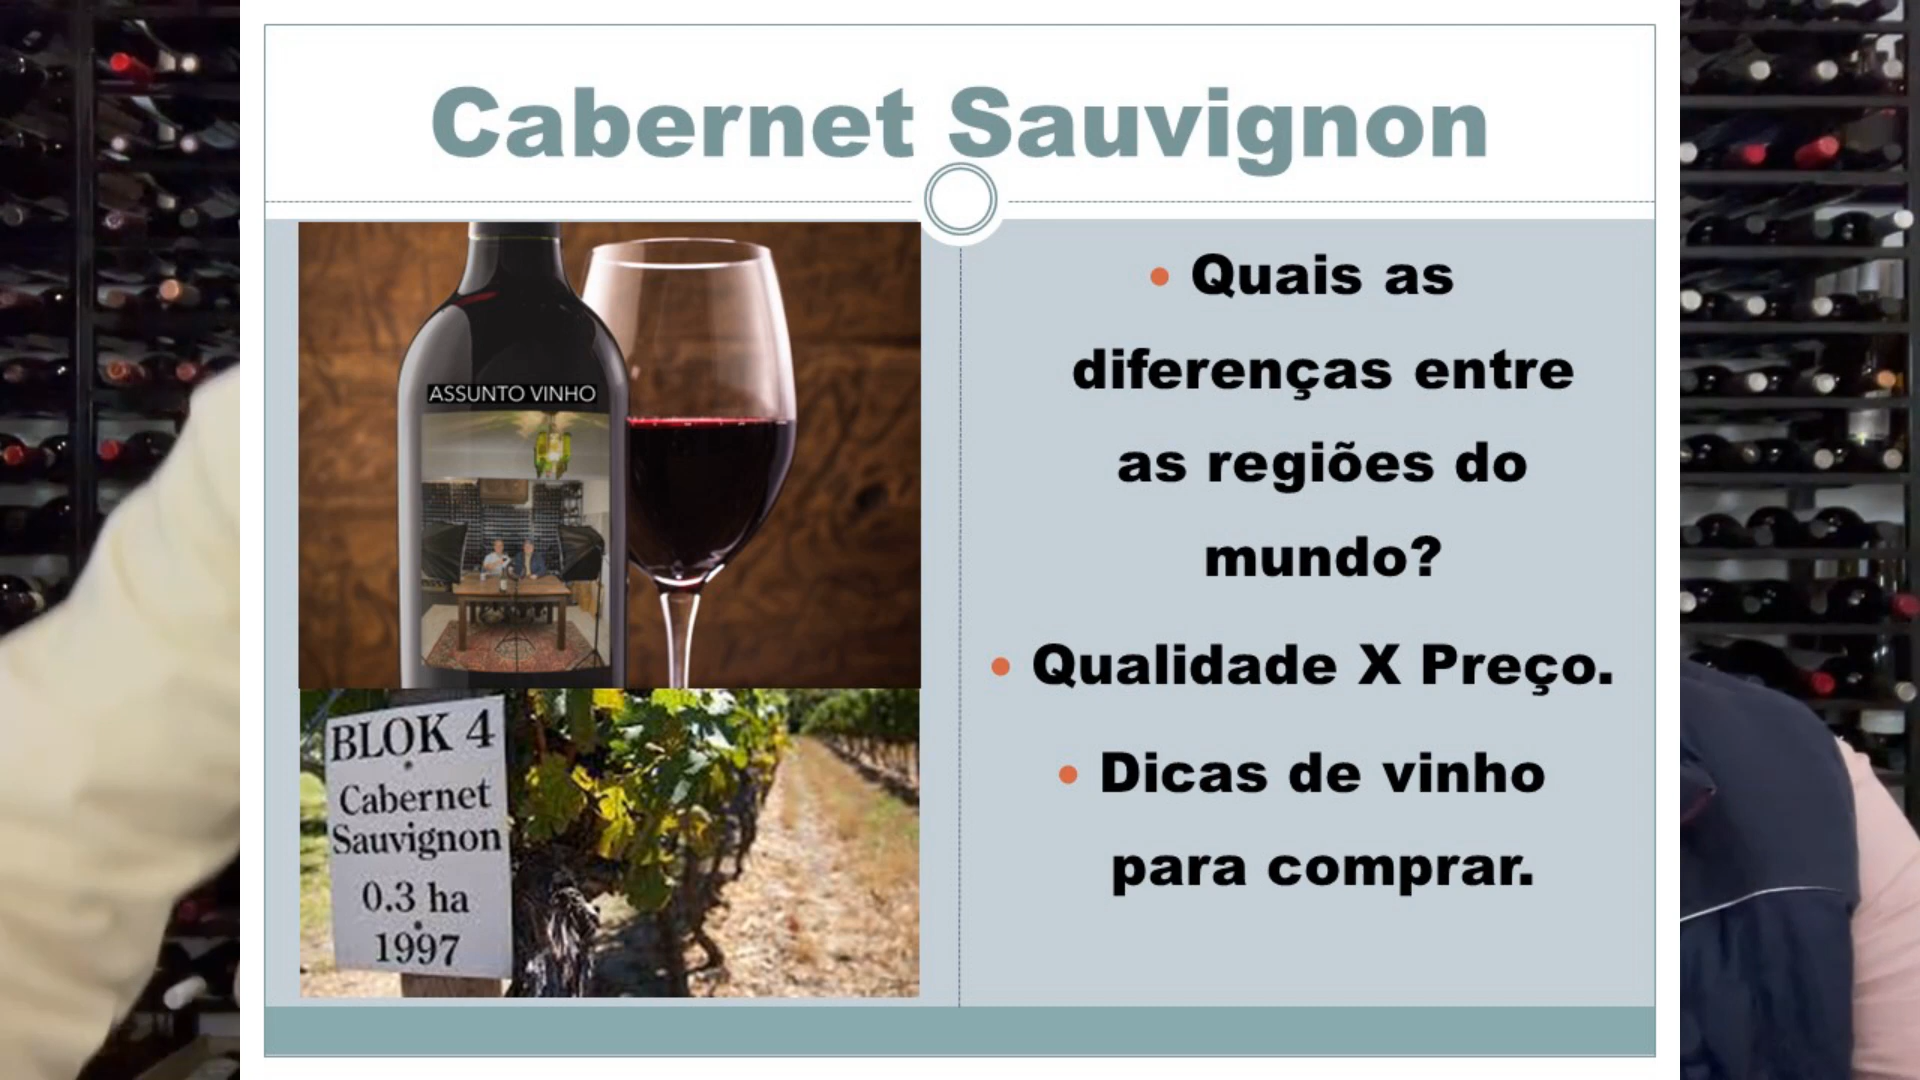 Cabernet Sauvignon
ASSUNTO VINHO
BLOK 4
Cabernet
Sauvignon
0.3 ha
1997
• Quais as
diferenças entre
as regiões do
mundo?
• Qualidade X Preço.
• Dicas de vinho
para comprar.